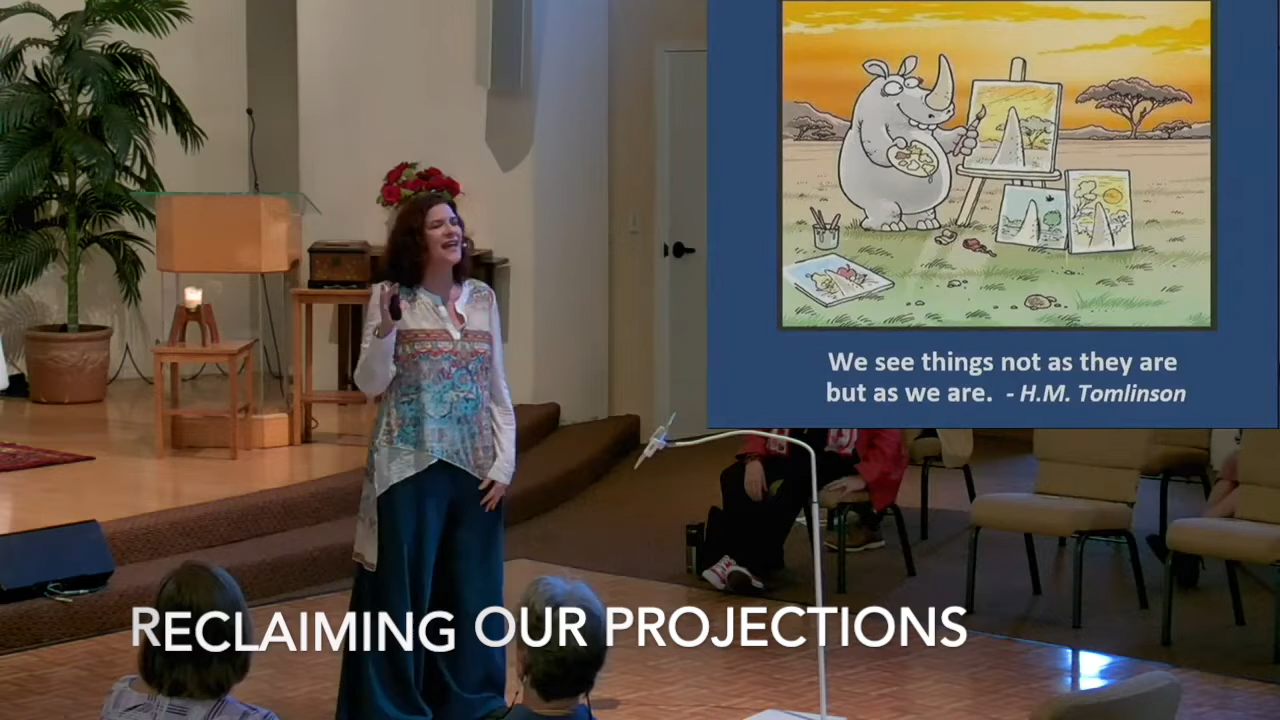 We see things not as they are
but as we are. - H.M. Tomlinson
RECLAIMING OUR PROJECTIONS